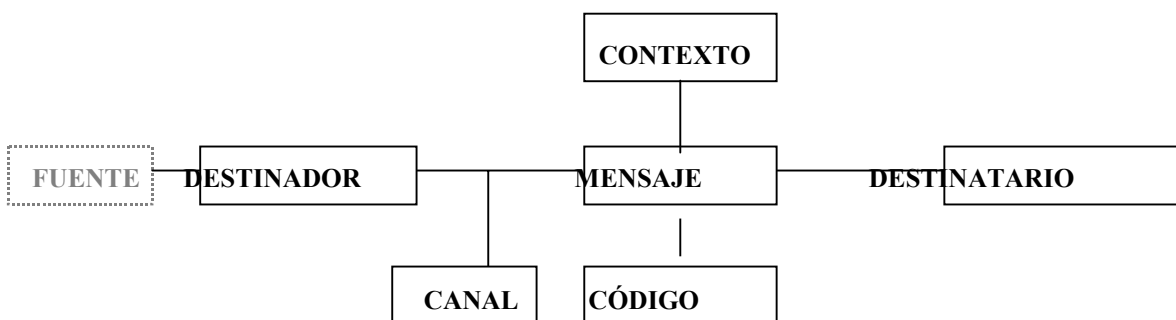 CONTEXTO
FUENTE DESTINADOR MENSAJE DESTINATARIO
CANAL CÓDIGO